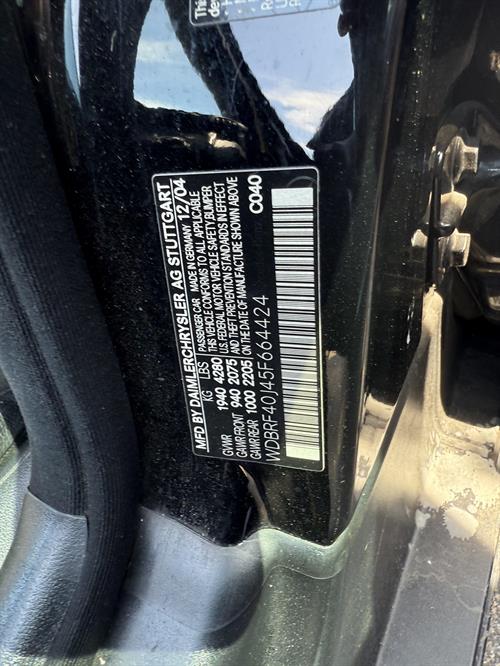 MFD BY DAIMLERCHRYSLER AG STUTTGART
PASSENGER CAR MADE IN GERMANY 12/04
KG LBS THIS VEHICLE CONFORMS TO ALL APPLICABLE
GVWR 1940 4280 U.S. FEDERAL MOTOR VEHICLE SAFETY/BUMPER
GAWR FRONT 940 2075 AND THEFT PREVENTION STANDARDS IN EFFECT
GAWR REAR 1000 2205 ON THE DATE OF MANUFACTURE SHOWN ABOVE
WDBRF40J45F664424 C040
This